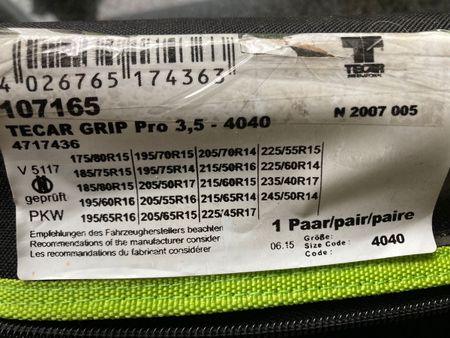 4 026765 174363
TECAR
107165
N 2007 005
TECAR GRIP Pro 3,5 - 4040
4717436
V 5117
geprüft
PKW
175/80R15 195/70R15 205/70R14 225/55R15
185/75R15 195/75R14 215/50R16 225/60R14
185/80R15 205/50R17 215/60R15 235/40R17
195/60R16 205/55R16 215/65R14 245/50R14
195/65R16 205/65R15 225/45R17
1 Paar/pair/paire
Empfehlungen des Fahrzeugherstellers beachten
Recommendations of the manufacturer consider
Les recommandations du fabricant considérer
06.15
Größe:
Size Code: 4040
Code: